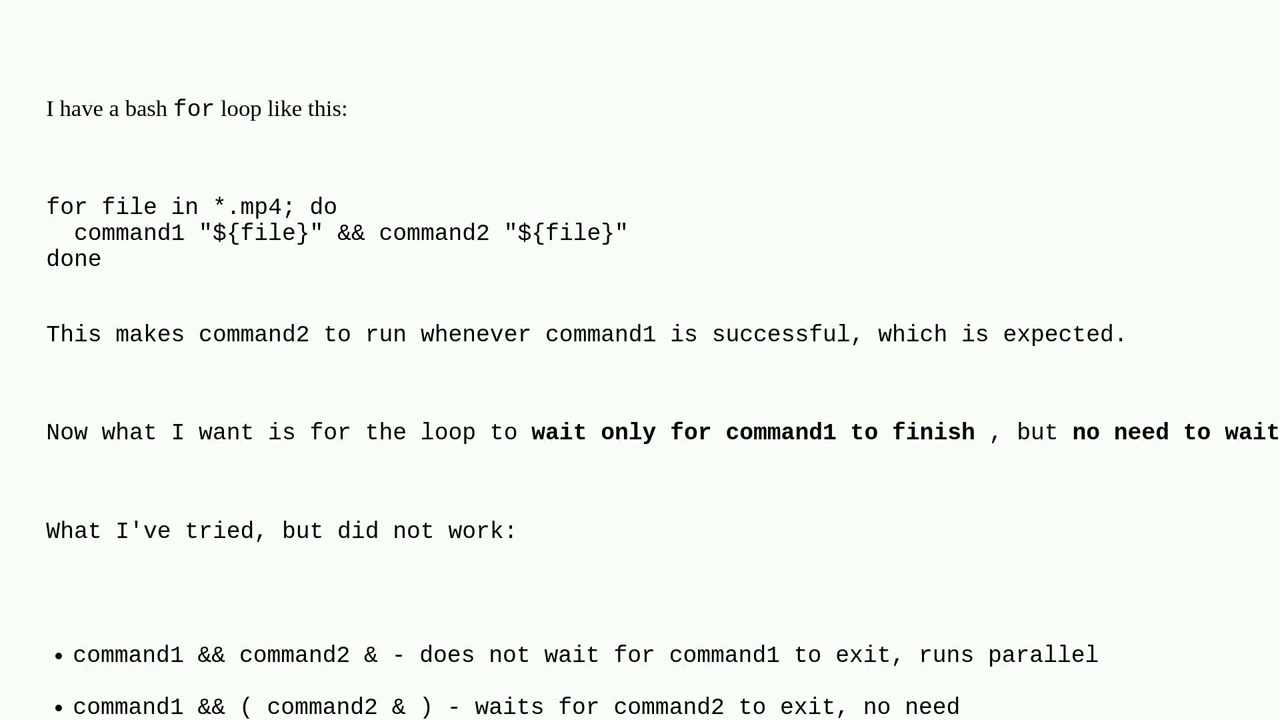 I have a bash for loop like this:
for file in *.mp4; do
  command1 "${file}" && command2 "${file}"
done
This makes command2 to run whenever command1 is successful, which is expected.
Now what I want is for the loop to wait only for command1 to finish , but no need to wait
What I've tried, but did not work:
• command1 && command2 & - does not wait for command1 to exit, runs parallel
• command1 && ( command2 & ) - waits for command2 to exit, no need